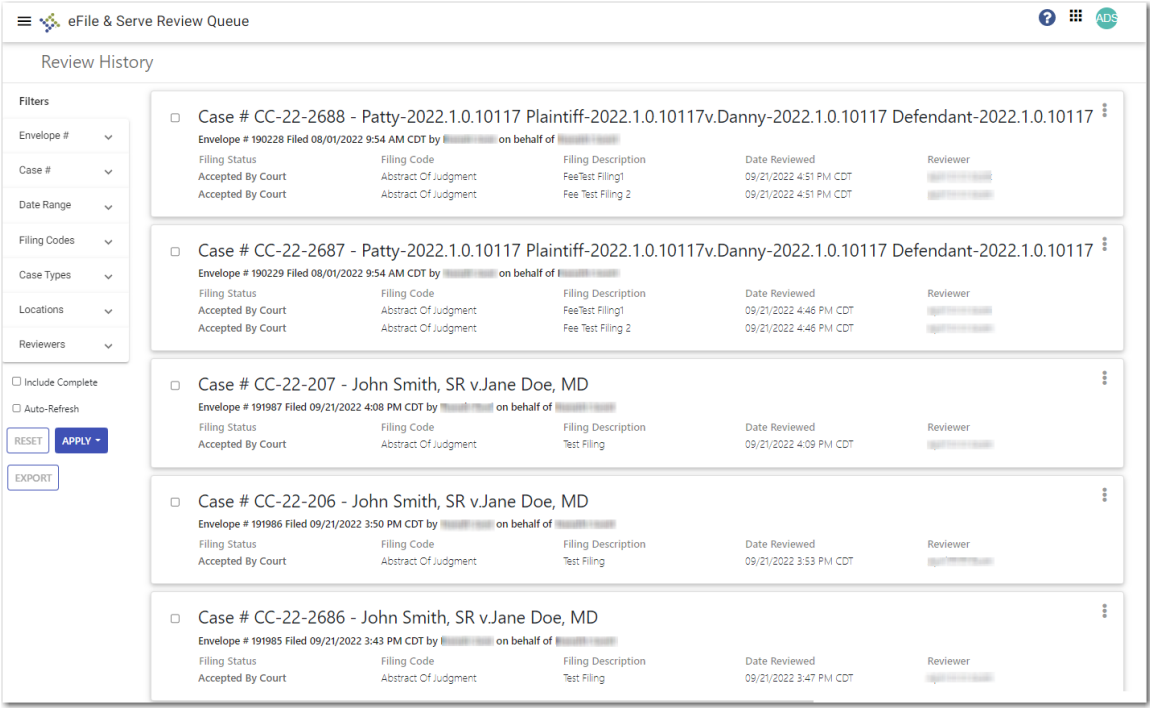 eFile & Serve Review Queue
?
ADS
Review History
Filters
Envelope #
Case #
Date Range
Filing Codes
Case Types
Locations
Reviewers
Include Complete
Auto-Refresh
RESET APPLY
EXPORT
Case # CC-22-2688 - Patty-2022.1.0.10117 Plaintiff-2022.1.0.10117v.Danny-2022.1.0.10117 Defendant-2022.1.0.10117
Envelope # 190228 Filed 08/01/2022 9:54 AM CDT by on behalf of
Filing Status Filing Code Filing Description Date Reviewed Reviewer
Accepted By Court Abstract Of Judgment FeeTest Filing1 09/21/2022 4:51 PM CDT
Accepted By Court Abstract Of Judgment Fee Test Filing 2 09/21/2022 4:51 PM CDT
Case # CC-22-2687 - Patty-2022.1.0.10117 Plaintiff-2022.1.0.10117v.Danny-2022.1.0.10117 Defendant-2022.1.0.10117
Envelope # 190229 Filed 08/01/2022 9:54 AM CDT by on behalf of
Filing Status Filing Code Filing Description Date Reviewed Reviewer
Accepted By Court Abstract Of Judgment FeeTest Filing1 09/21/2022 4:46 PM CDT
Accepted By Court Abstract Of Judgment Fee Test Filing 2 09/21/2022 4:46 PM CDT
Case # CC-22-207 - John Smith, SR v.Jane Doe, MD
Envelope # 191987 Filed 09/21/2022 4:08 PM CDT by on behalf of
Filing Status Filing Code Filing Description Date Reviewed Reviewer
Accepted By Court Abstract Of Judgment Test Filing 09/21/2022 4:09 PM CDT
Case # CC-22-206 - John Smith, SR v.Jane Doe, MD
Envelope # 191986 Filed 09/21/2022 3:50 PM CDT by on behalf of
Filing Status Filing Code Filing Description Date Reviewed Reviewer
Accepted By Court Abstract Of Judgment Test Filing 09/21/2022 3:53 PM CDT
Case # CC-22-2686 - John Smith, SR v.Jane Doe, MD
Envelope # 191985 Filed 09/21/2022 3:43 PM CDT by on behalf of
Filing Status Filing Code Filing Description Date Reviewed Reviewer
Accepted By Court Abstract Of Judgment Test Filing 09/21/2022 3:47 PM CDT